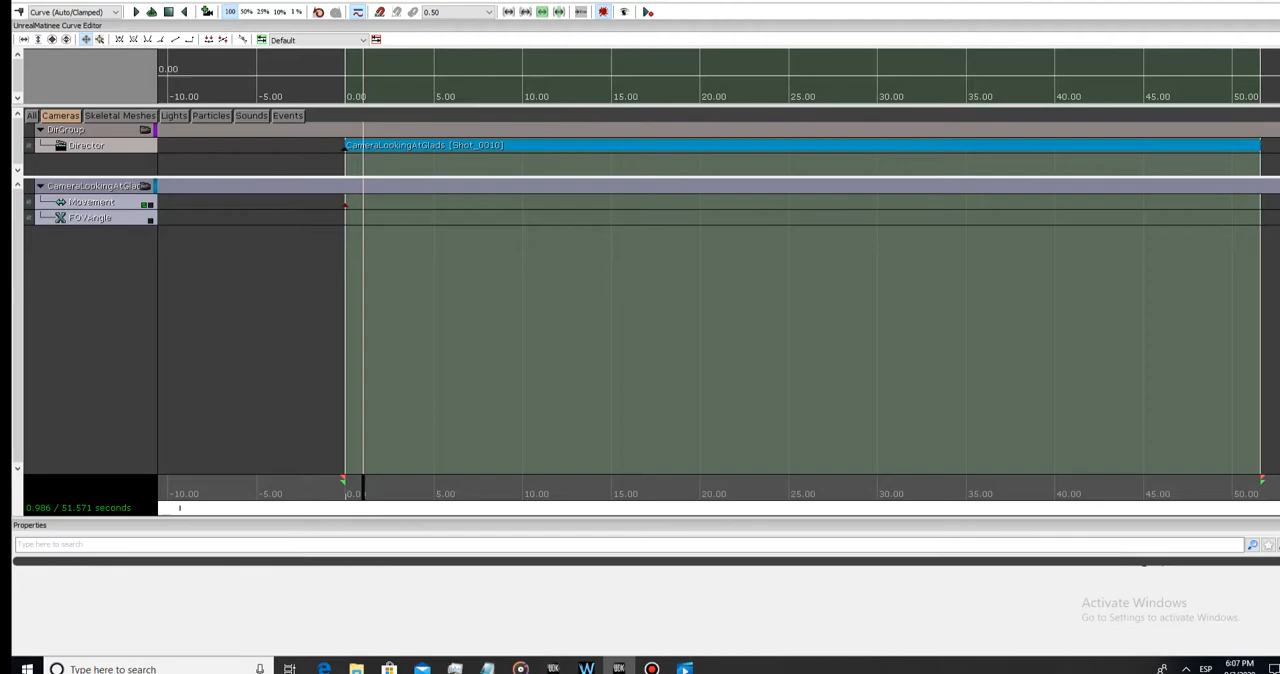 Curve (Auto/Clamped) 100 50% 25% 10% 1 % 0.50
UnrealMatinee Curve Editor
Default
0.00
-10.00 -5.00 0.00 5.00 10.00 15.00 20.00 25.00 30.00 35.00 40.00 45.00 50.00
All Cameras Skeletal Meshes Lights Particles Sounds Events
DirGroup
Director CameraLookingAtGlads [Shot_0010]
CameraLookingAtGlad
Movement
FOVAngle
-10.00 -5.00 0.0 5.00 10.00 15.00 20.00 25.00 30.00 35.00 40.00 45.00 50.00
0.986 / 51.571 seconds
Properties
Type here to search
Activate Windows
Go to Settings to activate Windows.
Type here to search
ESP
6:07 PM